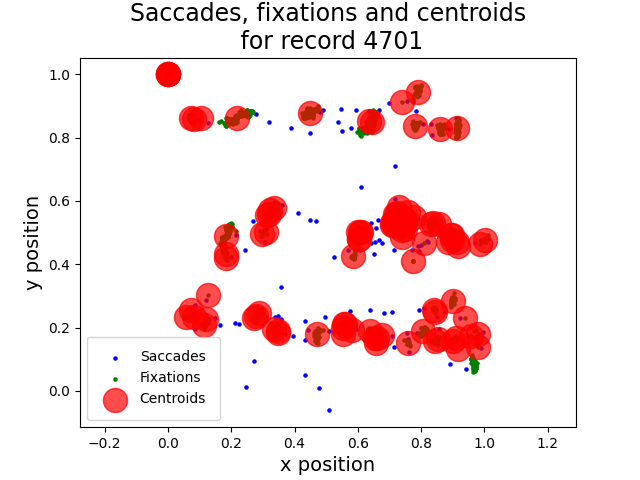 Saccades, fixations and centroids
for record 4701
y position
1.0
0.8
0.6
0.4
0.2
0.0
Saccades
Fixations
Centroids
−0.2 0.0 0.2 0.4 0.6 0.8 1.0 1.2
x position